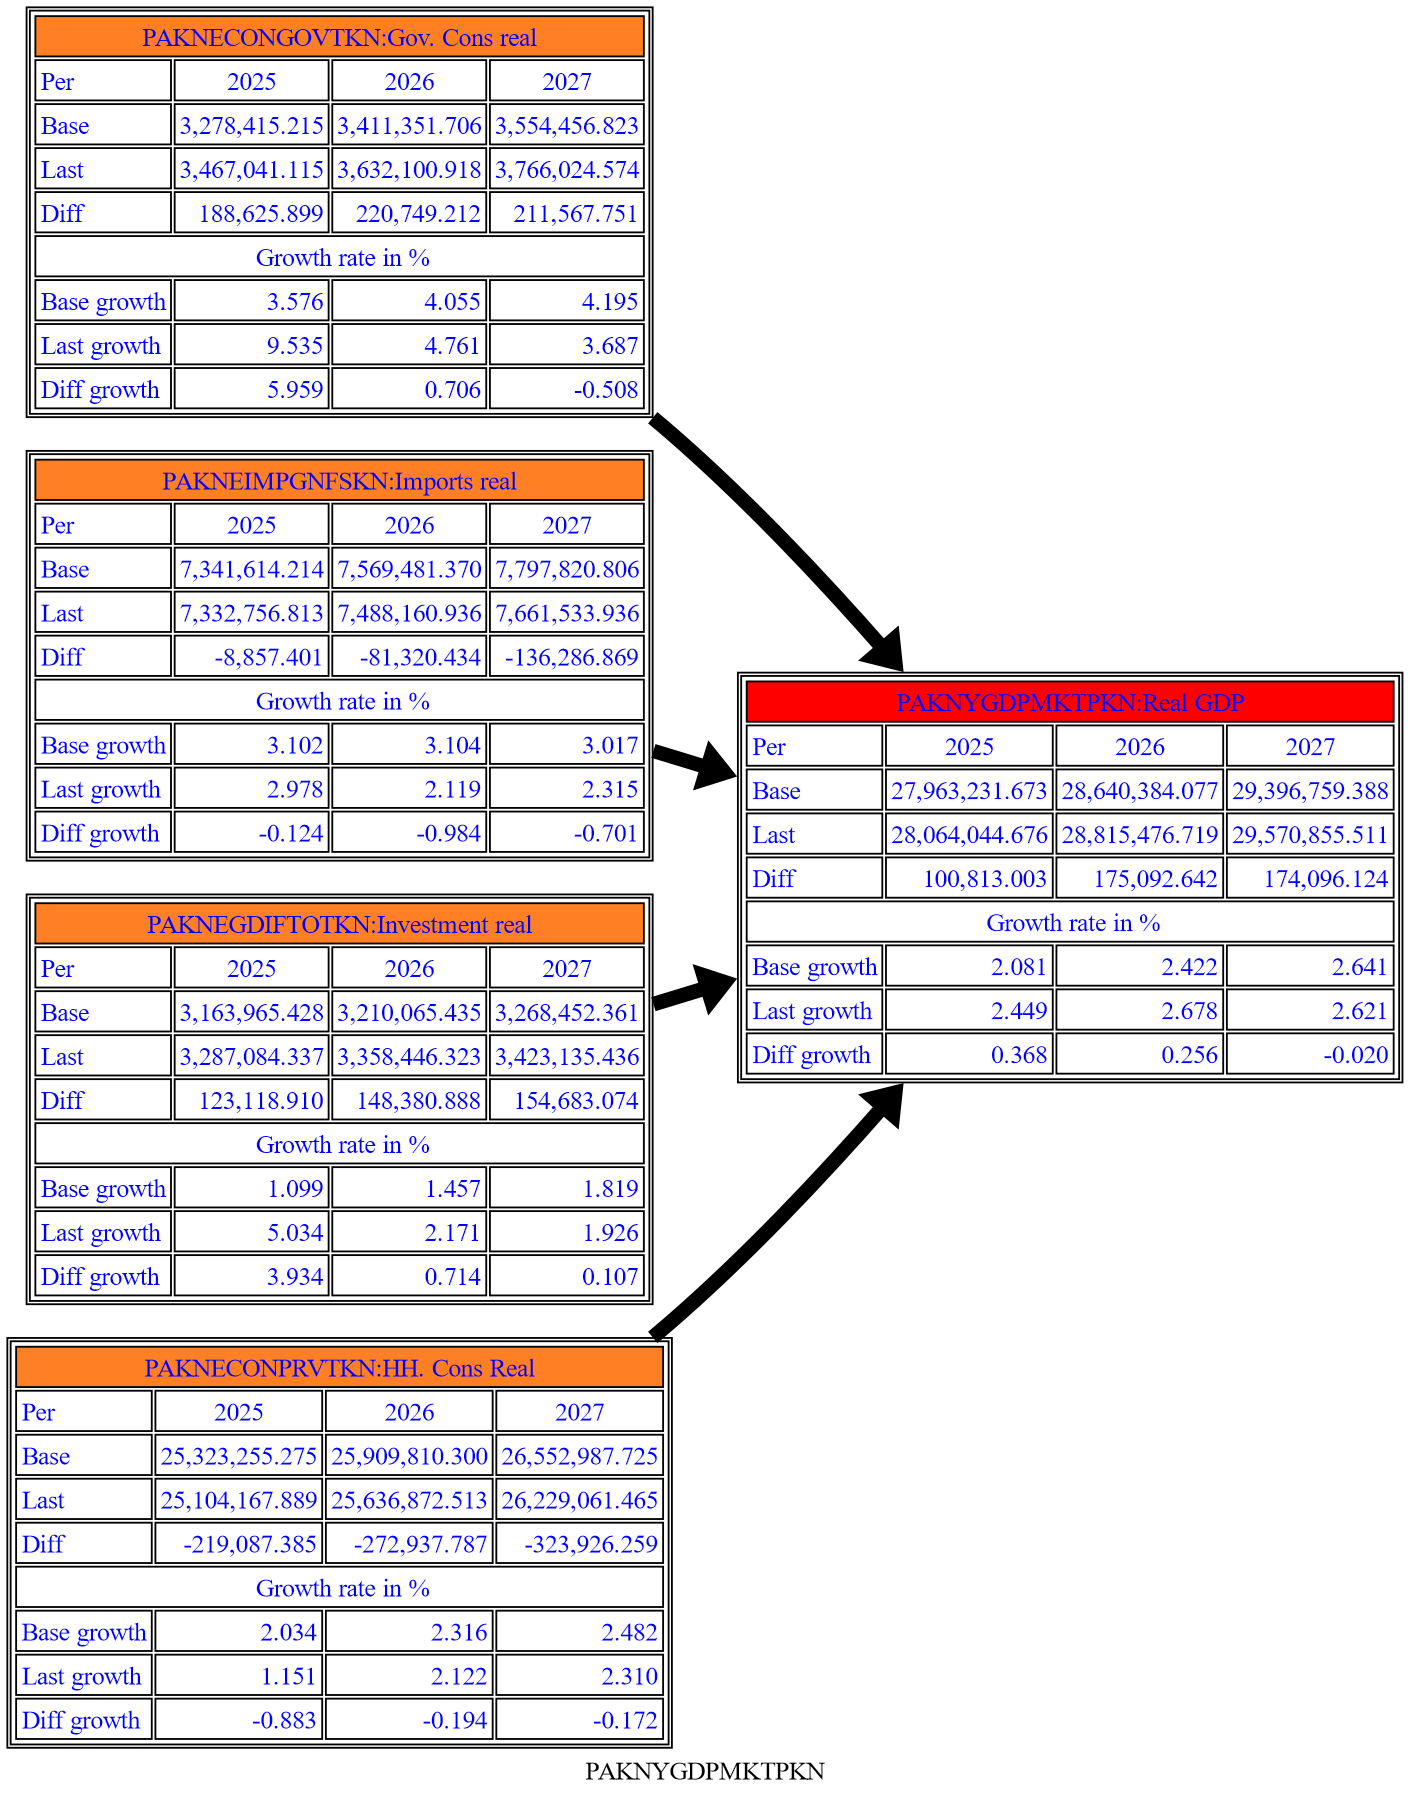 PAKNECONGOVTKN:Gov. Cons real
Per 2025 2026 2027
Base 3,278,415.215 3,411,351.706 3,554,456.823
Last 3,467,041.115 3,632,100.918 3,766,024.574
Diff 188,625.899 220,749.212 211,567.751
Growth rate in %
Base growth 3.576 4.055 4.195
Last growth 9.535 4.761 3.687
Diff growth 5.959 0.706 -0.508
PAKNEIMPGNFSKN:Imports real
Per 2025 2026 2027
Base 7,341,614.214 7,569,481.370 7,797,820.806
Last 7,332,756.813 7,488,160.936 7,661,533.936
Diff -8,857.401 -81,320.434 -136,286.869
Growth rate in %
Base growth 3.102 3.104 3.017
Last growth 2.978 2.119 2.315
Diff growth -0.124 -0.984 -0.701
PAKNEGDIFTOTKN:Investment real
Per 2025 2026 2027
Base 3,163,965.428 3,210,065.435 3,268,452.361
Last 3,287,084.337 3,358,446.323 3,423,135.436
Diff 123,118.910 148,380.888 154,683.074
Growth rate in %
Base growth 1.099 1.457 1.819
Last growth 5.034 2.171 1.926
Diff growth 3.934 0.714 0.107
PAKNECONPRVTKN:HH. Cons Real
Per 2025 2026 2027
Base 25,323,255.275 25,909,810.300 26,552,987.725
Last 25,104,167.889 25,636,872.513 26,229,061.465
Diff -219,087.385 -272,937.787 -323,926.259
Growth rate in %
Base growth 2.034 2.316 2.482
Last growth 1.151 2.122 2.310
Diff growth -0.883 -0.194 -0.172
PAKNYGDPMKTPKN:Real GDP
Per 2025 2026 2027
Base 27,963,231.673 28,640,384.077 29,396,759.388
Last 28,064,044.676 28,815,476.719 29,570,855.511
Diff 100,813.003 175,092.642 174,096.124
Growth rate in %
Base growth 2.081 2.422 2.641
Last growth 2.449 2.678 2.621
Diff growth 0.368 0.256 -0.020
PAKNYGDPMKTPKN